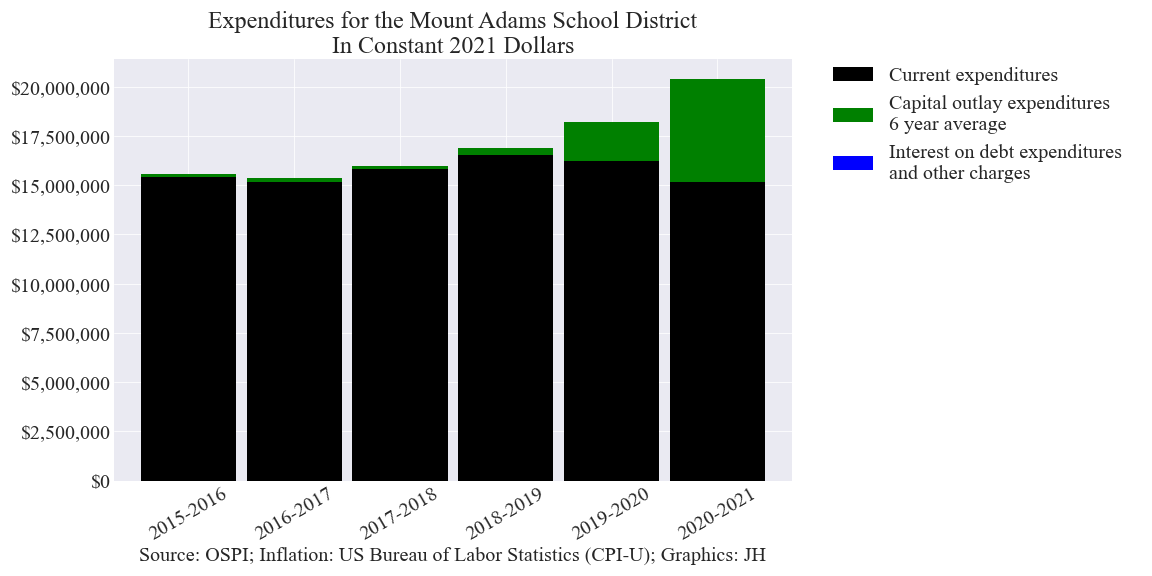 Expenditures for the Mount Adams School District
In Constant 2021 Dollars
$20,000,000
$17,500,000
$15,000,000
$12,500,000
$10,000,000
$7,500,000
$5,000,000
$2,500,000
$0
2015-2016
2016-2017
2017-2018
2018-2019
2019-2020
2020-2021
Source: OSPI; Inflation: US Bureau of Labor Statistics (CPI-U); Graphics: JH
Current expenditures
Capital outlay expenditures
6 year average
Interest on debt expenditures
and other charges